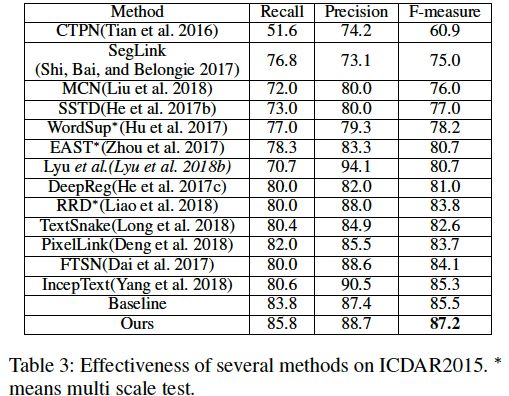 Method Recall Precision F-measure
CTPN(Tian et al. 2016) 51.6 74.2 60.9
SegLink
(Shi, Bai, and Belongie 2017) 76.8 73.1 75.0
MCN(Liu et al. 2018) 72.0 80.0 76.0
SSTD(He et al. 2017b) 73.0 80.0 77.0
WordSup*(Hu et al. 2017) 77.0 79.3 78.2
EAST*(Zhou et al. 2017) 78.3 83.3 80.7
Lyu et al.(Lyu et al. 2018b) 70.7 94.1 80.7
DeepReg(He et al. 2017c) 80.0 82.0 81.0
RRD*(Liao et al. 2018) 80.0 88.0 83.8
TextSnake(Long et al. 2018) 80.4 84.9 82.6
PixelLink(Deng et al. 2018) 82.0 85.5 83.7
FTSN(Dai et al. 2017) 80.0 88.6 84.1
IncepText(Yang et al. 2018) 80.6 90.5 85.3
Baseline 83.8 87.4 85.5
Ours 85.8 88.7 87.2
Table 3: Effectiveness of several methods on ICDAR2015. *
means multi scale test.